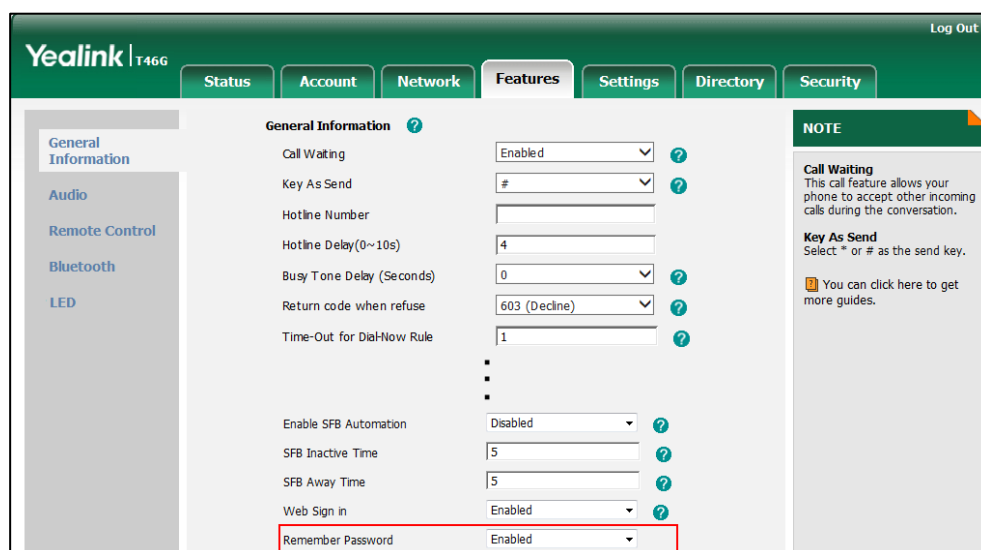 Log Out
Yealink T46G
Status Account Network Features Settings Directory Security
General
Information
Audio
Remote Control
Bluetooth
LED
General Information ?
Call Waiting Enabled ?
Key As Send # ?
Hotline Number
Hotline Delay(0~10s) 4
Busy Tone Delay (Seconds) 0 ?
Return code when refuse 603 (Decline) ?
Time-Out for Dial-Now Rule 1 ?
Enable SFB Automation Disabled ?
SFB Inactive Time 5 ?
SFB Away Time 5 ?
Web Sign in Enabled ?
Remember Password Enabled
NOTE
Call Waiting
This call feature allows your
phone to accept other incoming
calls during the conversation.
Key As Send
Select * or # as the send key.
? You can click here to get
more guides.